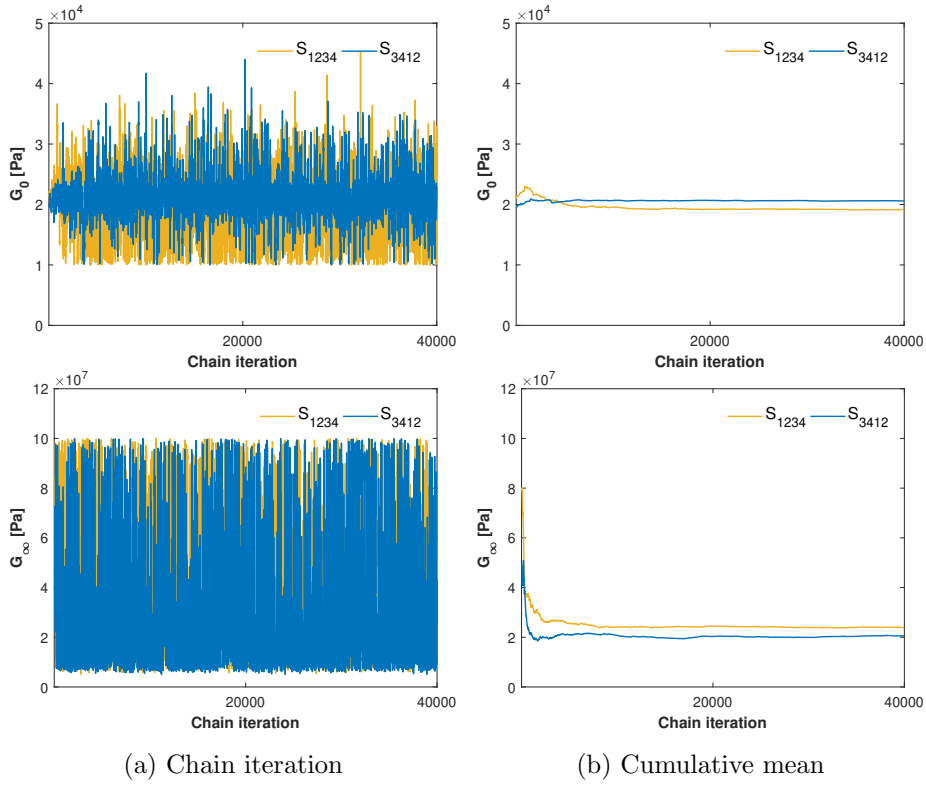 ×10⁴
5
S1234 S3412
4
3
G0 [Pa]
2
1
0
20000 40000
Chain iteration
×10⁴
5
S1234 S3412
4
3
G0 [Pa]
2
1
0
20000 40000
Chain iteration
×10⁷
12
S1234 S3412
10
8
G∞ [Pa]
6
4
2
0
20000 40000
Chain iteration
×10⁷
12
S1234 S3412
10
8
G∞ [Pa]
6
4
2
0
20000 40000
Chain iteration
(a) Chain iteration
(b) Cumulative mean